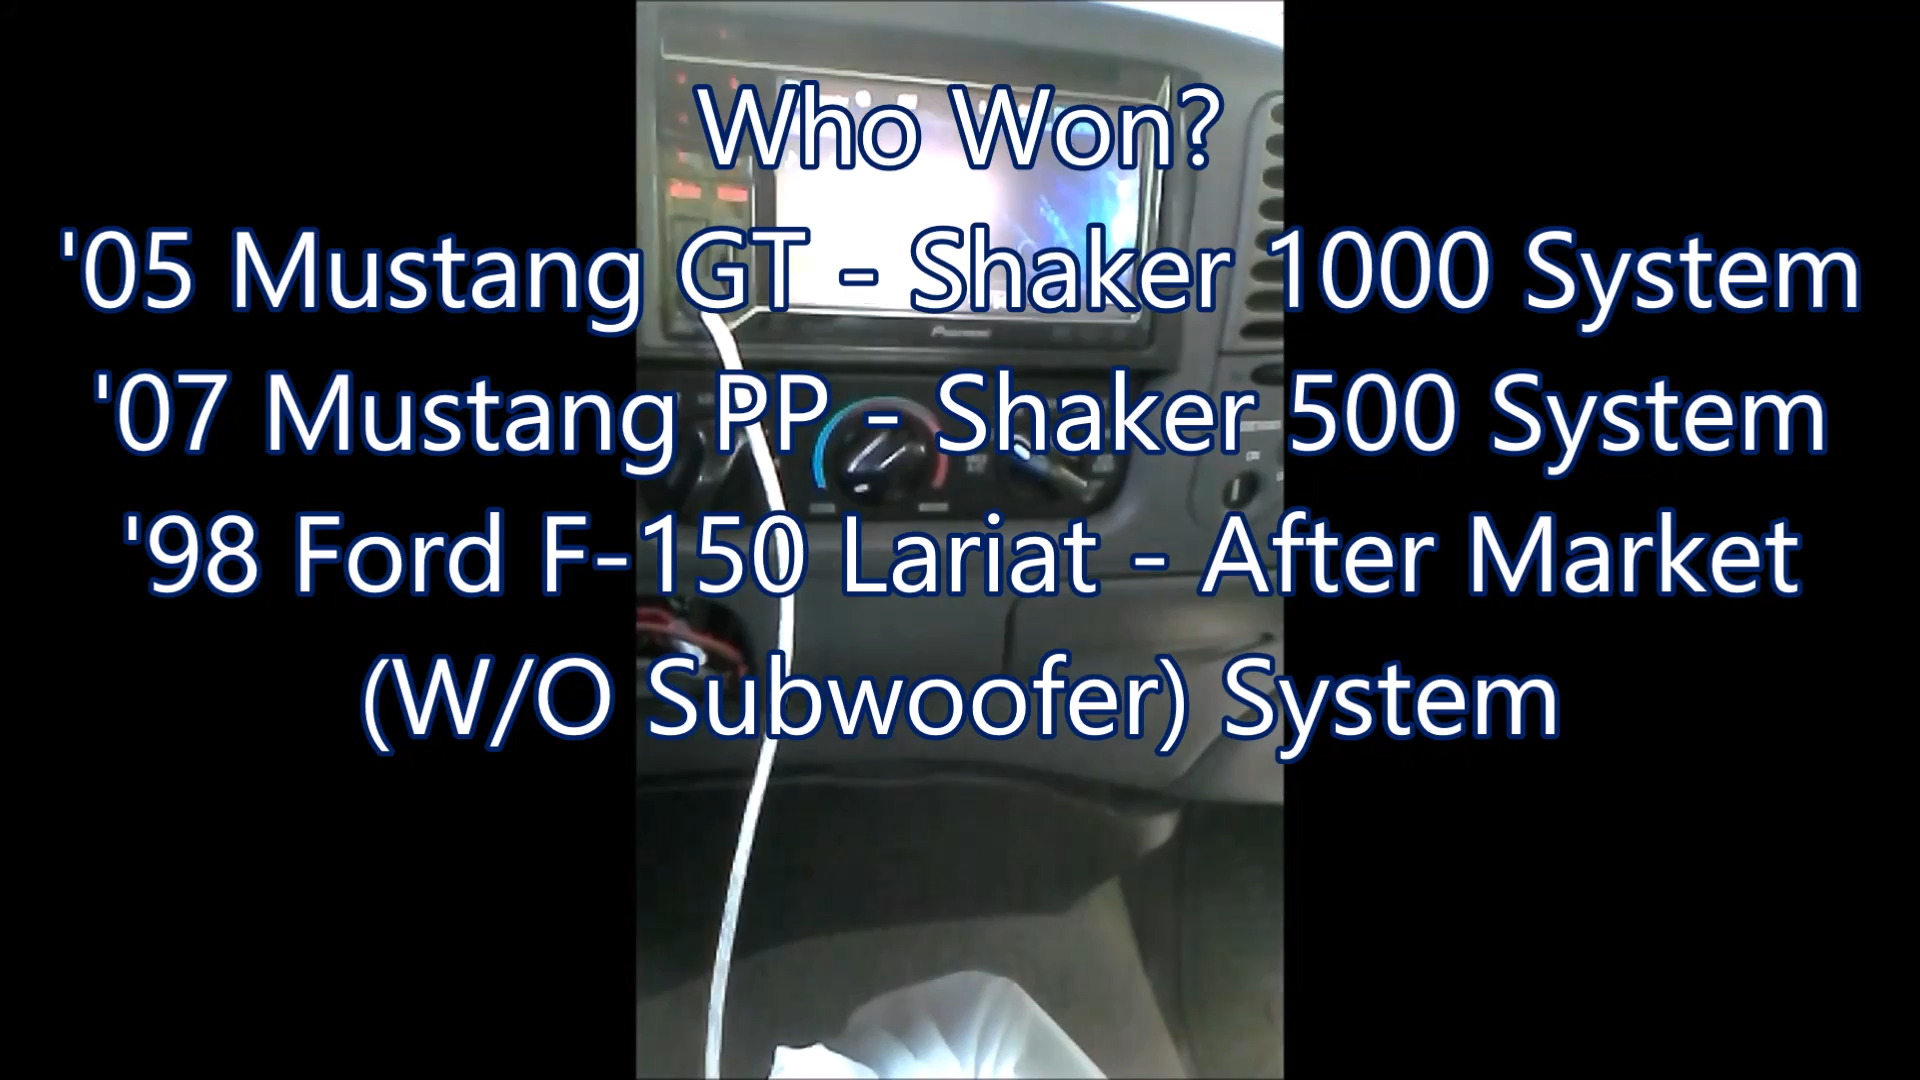 Who Won?
'05 Mustang GT - Shaker 1000 System
'07 Mustang PP - Shaker 500 System
'98 Ford F-150 Lariat - After Market
(W/O Subwoofer) System
Pioneer